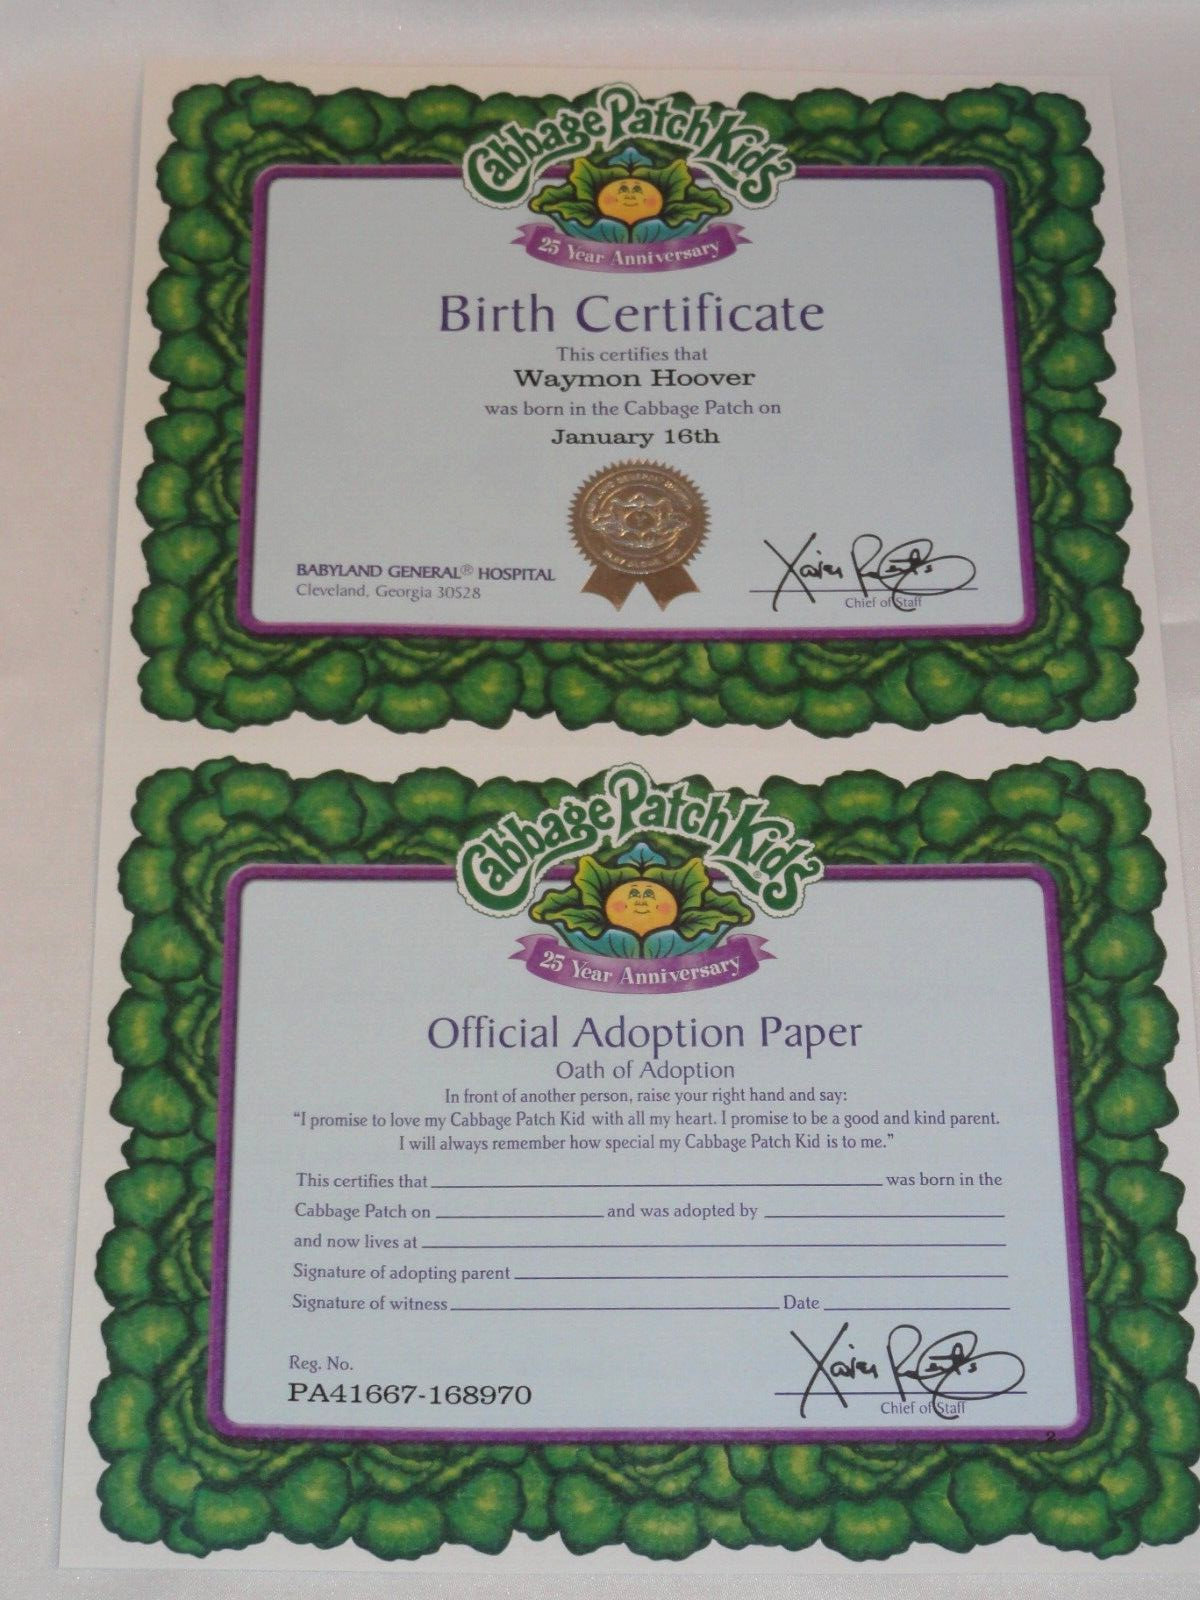 Cabbage Patch Kids®
25 Year Anniversary
Birth Certificate
This certifies that
Waymon Hoover
was born in the Cabbage Patch on
January 16th
BABYLAND GENERAL® HOSPITAL
Cleveland, Georgia 30528
Xavier Roberts
Chief of Staff
Cabbage Patch Kids®
25 Year Anniversary
Official Adoption Paper
Oath of Adoption
In front of another person, raise your right hand and say:
“I promise to love my Cabbage Patch Kid with all my heart. I promise to be a good and kind parent.
I will always remember how special my Cabbage Patch Kid is to me.”
This certifies that was born in the
Cabbage Patch on and was adopted by
and now lives at
Signature of adopting parent
Signature of witness Date
Reg. No.
PA41667-168970
Xavier Roberts
Chief of Staff
2